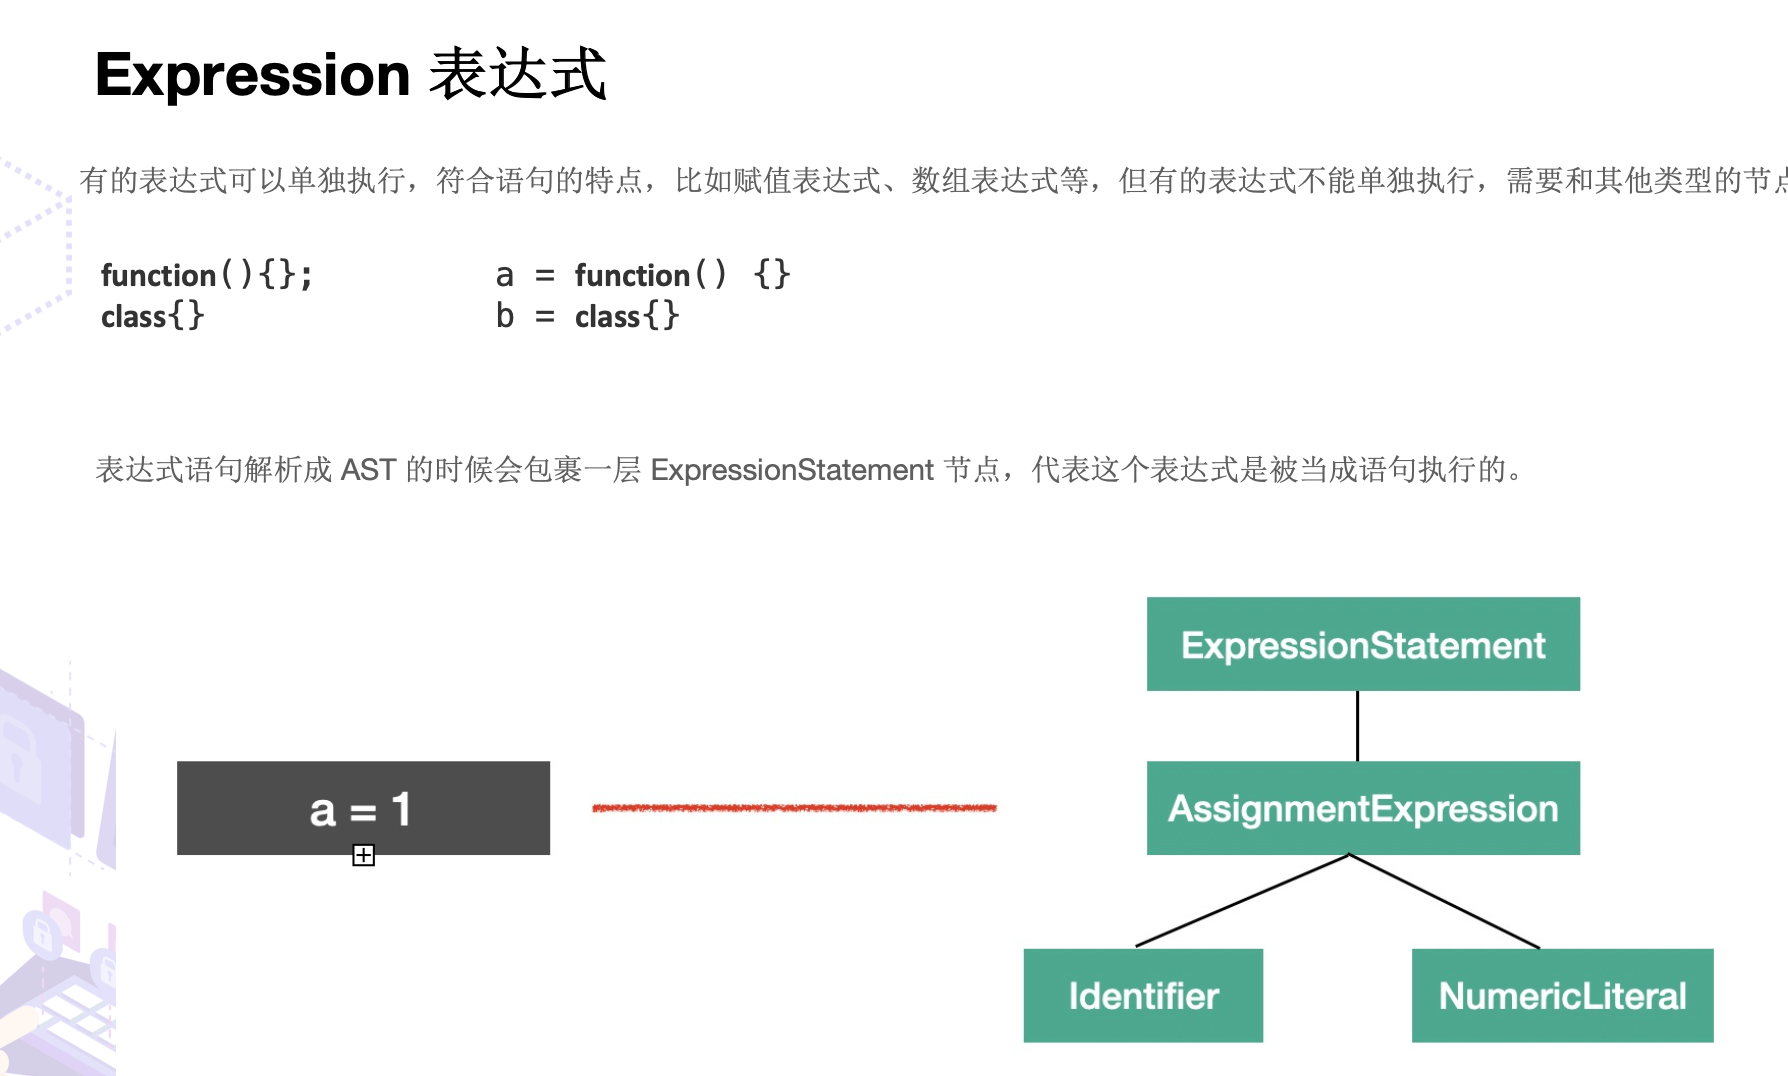 Expression 表达式
有的表达式可以单独执行，符合语句的特点，比如赋值表达式、数组表达式等，但有的表达式不能单独执行，需要和其他类型的节
function(){};
class{}
a = function() {}
b = class{}
表达式语句解析成 AST 的时候会包裹一层 ExpressionStatement 节点，代表这个表达式是被当成语句执行的。
ExpressionStatement
a = 1
AssignmentExpression
Identifier
NumericLiteral